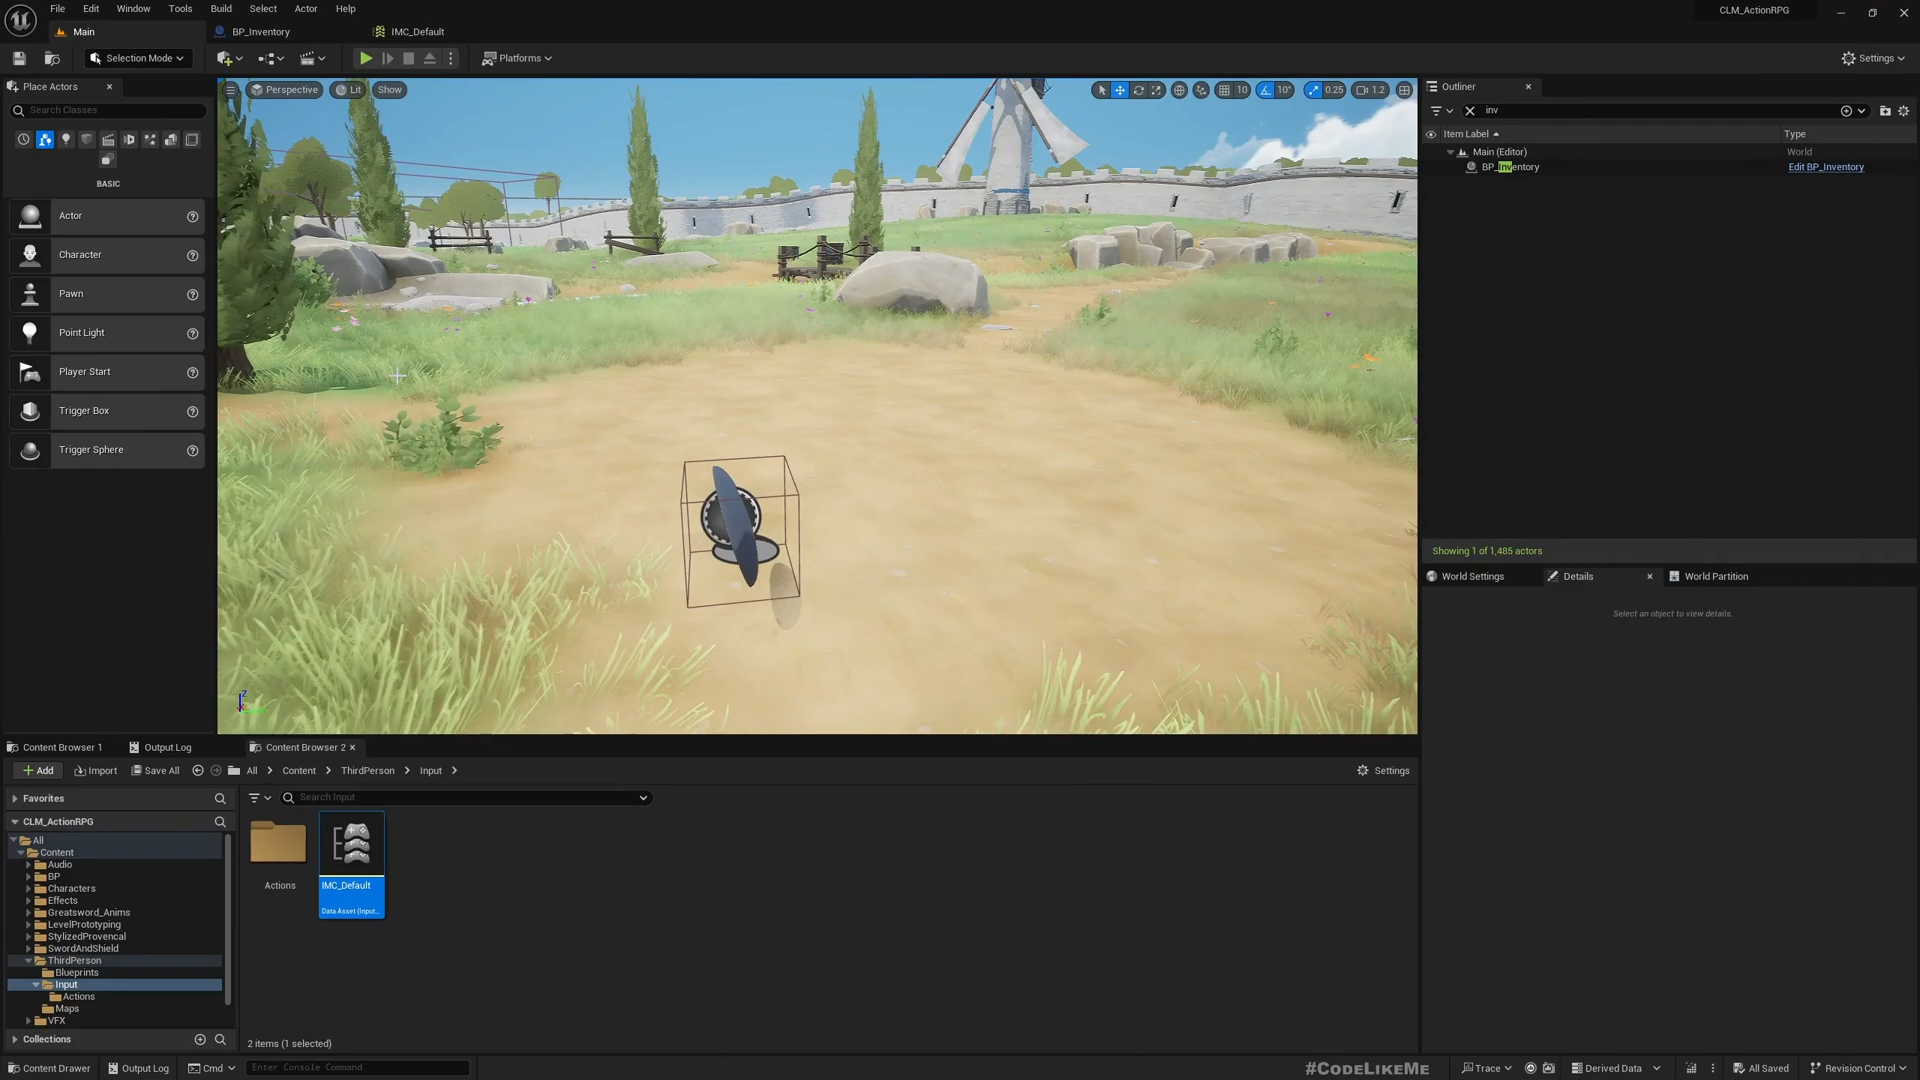 File Edit Window Tools Build Select Actor Help
CLM_ActionRPG
Main
BP_Inventory
IMC_Default
Selection Mode
Platforms
Settings
Place Actors
Search Classes
BASIC
Actor
Character
Pawn
Point Light
Player Start
Trigger Box
Trigger Sphere
Perspective
Lit
Show
10
10°
0.25
1.2
Outliner
inv
Item Label
Type
Main (Editor)
World
BP_Inventory
Edit BP_Inventory
Showing 1 of 1,485 actors
World Settings
Details
World Partition
Select an object to view details.
Content Browser 1
Output Log
Content Browser 2
Add
Import
Save All
All
Content
ThirdPerson
Input
Settings
Favorites
CLM_ActionRPG
All
Content
Audio
BP
Characters
Effects
Greatsword_Anims
LevelPrototyping
StylizedProvencal
SwordAndShield
ThirdPerson
Blueprints
Input
Actions
Maps
VFX
Collections
Search Input
Actions
IMC_Default
Data Asset (Input...
2 items (1 selected)
Content Drawer
Output Log
Cmd
Enter Console Command
#CODELIKEME
Trace
Derived Data
All Saved
Revision Control